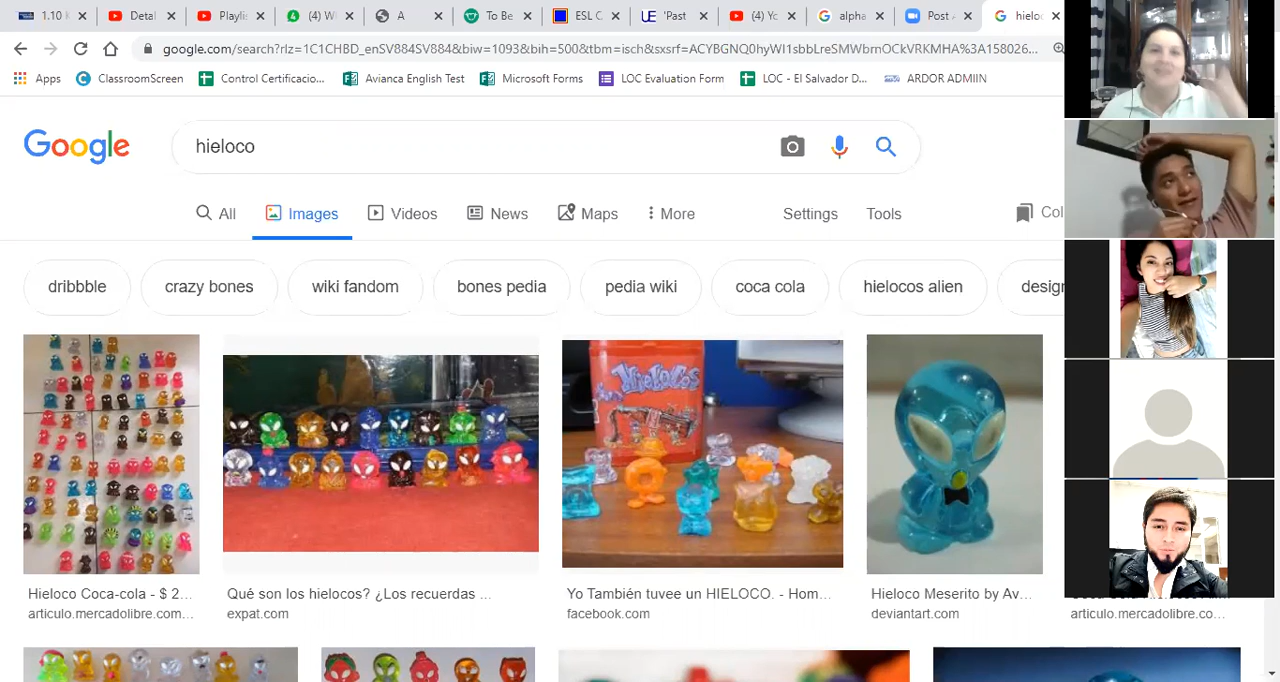 1.10 I
Detal
Playlis
(4) W
A
To Be
ESL C
'Past
(4) Yo
alpha
Post A
hieloc
google.com/search?rlz=1C1CHBD_enSV884SV884&biw=1093&bih=500&tbm=isch&sxsrf=ACYBGNQ0hyWI1sbbLreSMWbrnOCkVRKMHA%3A158026...
Apps ClassroomScreen Control Certificacio... Avianca English Test Microsoft Forms LOC Evaluation Form LOC - El Salvador D... ARDOR ADMIIN
Google hieloco
All Images Videos News Maps More Settings Tools Col
dribbble crazy bones wiki fandom bones pedia pedia wiki coca cola hielocos alien desig
Hielocos
Hieloco Coca-cola - $ 2...
articulo.mercadolibre.com...
Qué son los hielocos? ¿Los recuerdas ...
expat.com
Yo También tuvee un HIELOCO. - Hom...
facebook.com
Hieloco Meserito by Av...
deviantart.com
articulo.mercadolibre.co...